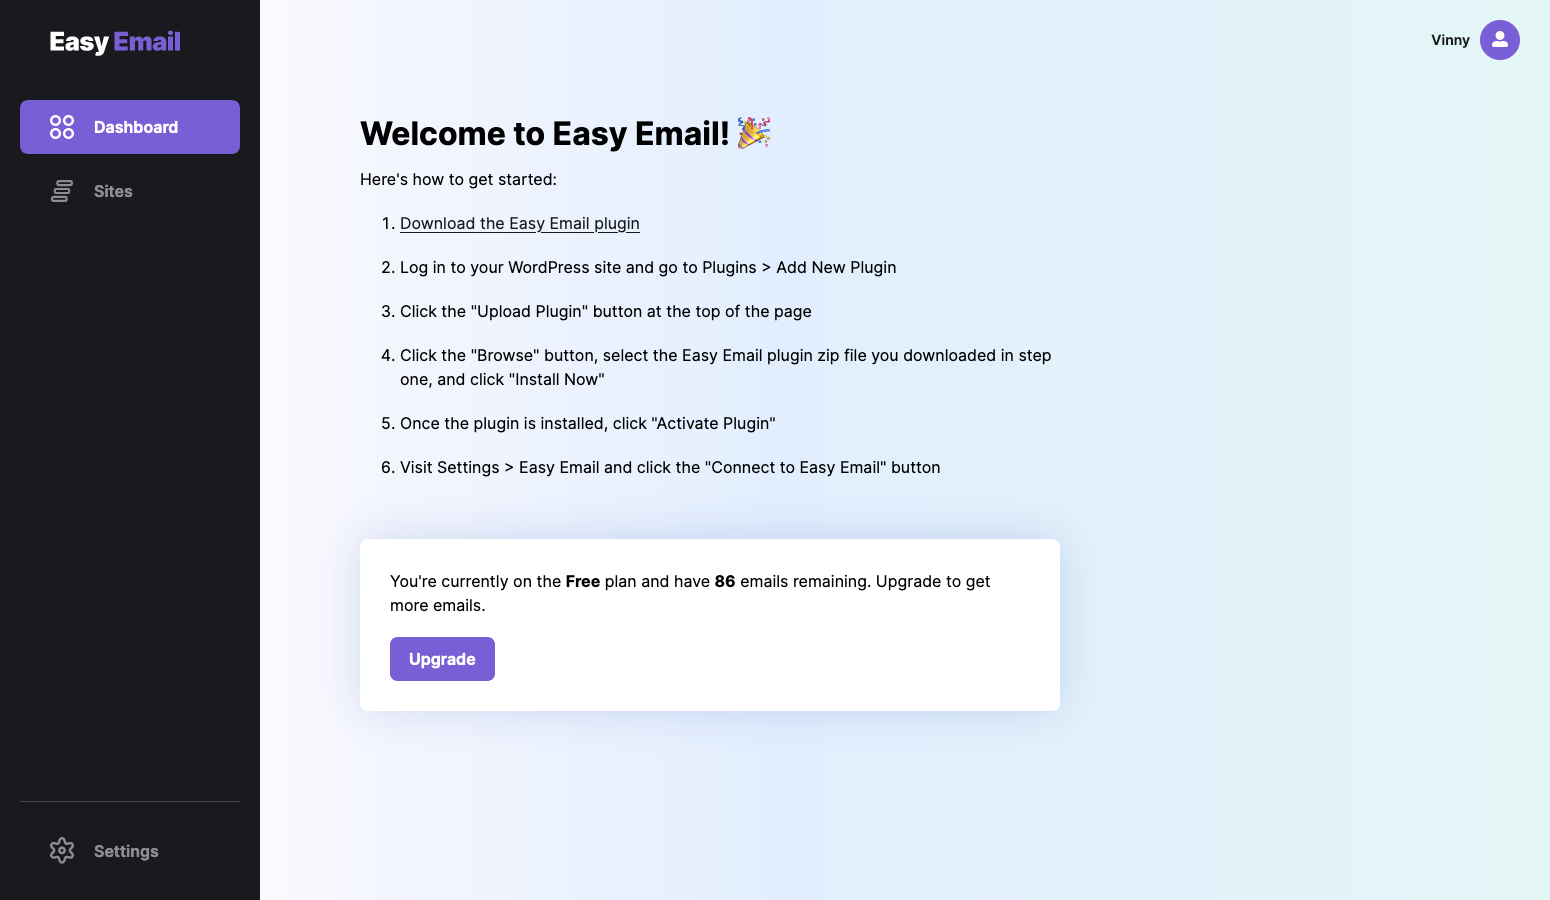 Easy Email
Vinny
Dashboard
Sites
Welcome to Easy Email!
Here's how to get started:
1. Download the Easy Email plugin
2. Log in to your WordPress site and go to Plugins > Add New Plugin
3. Click the "Upload Plugin" button at the top of the page
4. Click the "Browse" button, select the Easy Email plugin zip file you downloaded in step
one, and click "Install Now"
5. Once the plugin is installed, click "Activate Plugin"
6. Visit Settings > Easy Email and click the "Connect to Easy Email" button
You're currently on the Free plan and have 86 emails remaining. Upgrade to get
more emails.
Upgrade
Settings